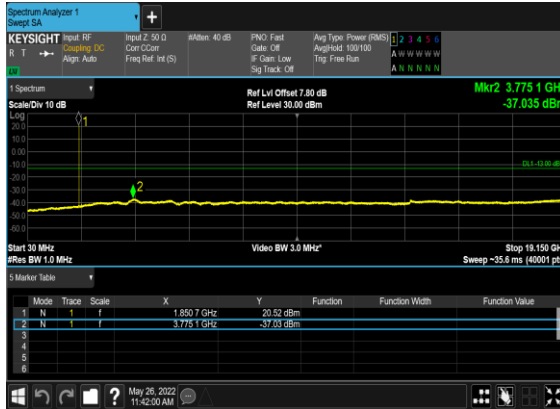 Spectrum Analyzer 1
Swept SA
+
KEYSIGHT Input: RF Input Z: 50 Ω #Atten: 40 dB PNO: Fast Avg Type: Power (RMS) 1 2 3 4 5 6
R T Coupling: DC Corr CCorr Gate: Off Avg|Hold: 100/100 A W W W W W
Align: Auto Freq Ref: Int (S) IF Gain: Low Trig: Free Run
LU Sig Track: Off A N N N N N
1 Spectrum Ref Lvl Offset 7.80 dB Mkr2 3.775 1 GH
Scale/Div 10 dB Ref Level 30.00 dBm -37.035 dB
Log
20.0
10.0
0.00
-10.0
DL1 -13.00 dB
-20.0
-30.0
-40.0
-50.0
-60.0
1
2
Start 30 MHz Video BW 3.0 MHz* Stop 19.150 GH
#Res BW 1.0 MHz Sweep ~35.6 ms (40001 pt
5 Marker Table
Mode Trace Scale X Y Function Function Width Function Value
1 N 1 f 1.850 7 GHz 20.52 dBm
2 N 1 f 3.775 1 GHz -37.03 dBm
3
4
5
6
? May 26, 2022
11:42:00 AM